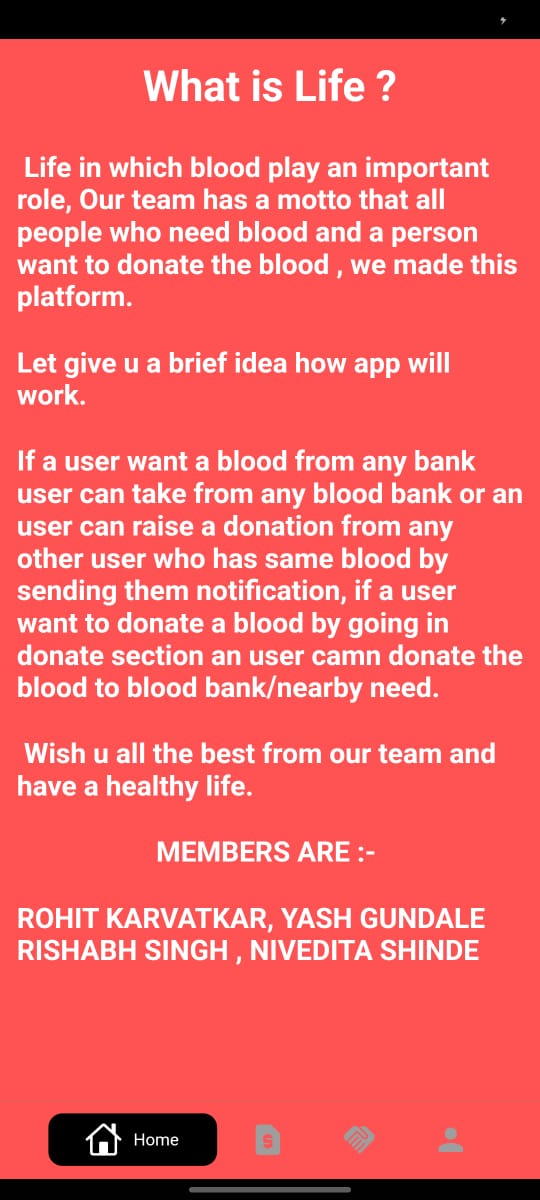 What is Life ?
Life in which blood play an important
role, Our team has a motto that all
people who need blood and a person
want to donate the blood , we made this
platform.
Let give u a brief idea how app will
work.
If a user want a blood from any bank
user can take from any blood bank or an
user can raise a donation from any
other user who has same blood by
sending them notification, if a user
want to donate a blood by going in
donate section an user camn donate the
blood to blood bank/nearby need.
Wish u all the best from our team and
have a healthy life.
MEMBERS ARE :-
ROHIT KARVATKAR, YASH GUNDALE
RISHABH SINGH , NIVEDITA SHINDE
Home